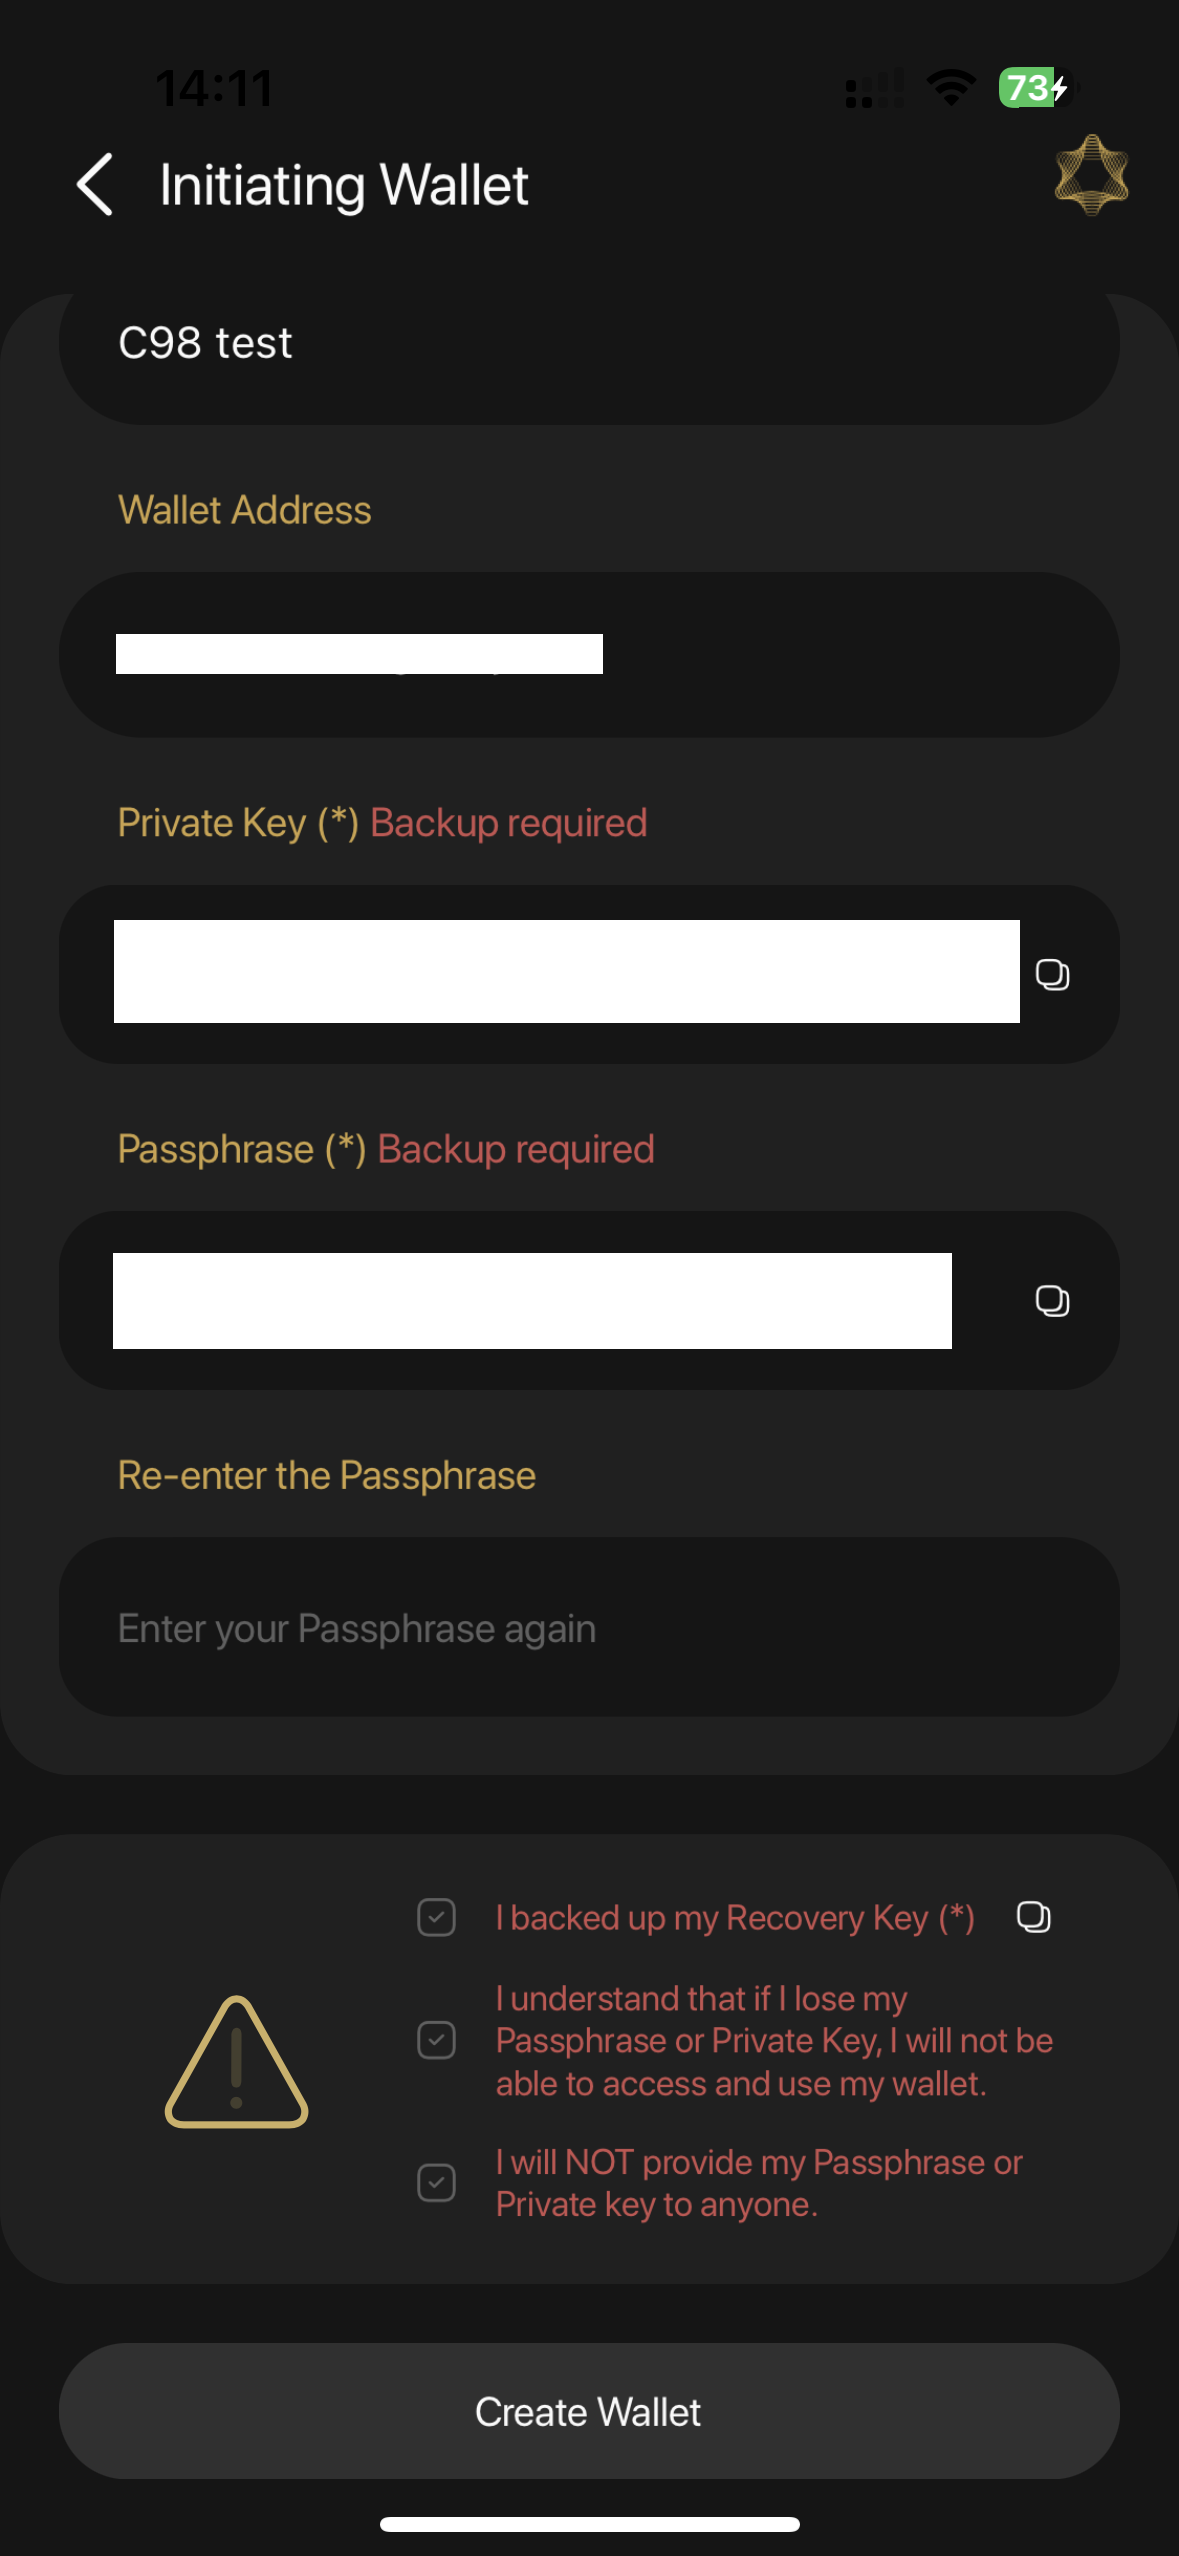 14:11
73
Initiating Wallet
C98 test
Wallet Address
Private Key (*) Backup required
Passphrase (*) Backup required
Re-enter the Passphrase
Enter your Passphrase again
I backed up my Recovery Key (*)
I understand that if I lose my
Passphrase or Private Key, I will not be
able to access and use my wallet.
I will NOT provide my Passphrase or
Private key to anyone.
Create Wallet